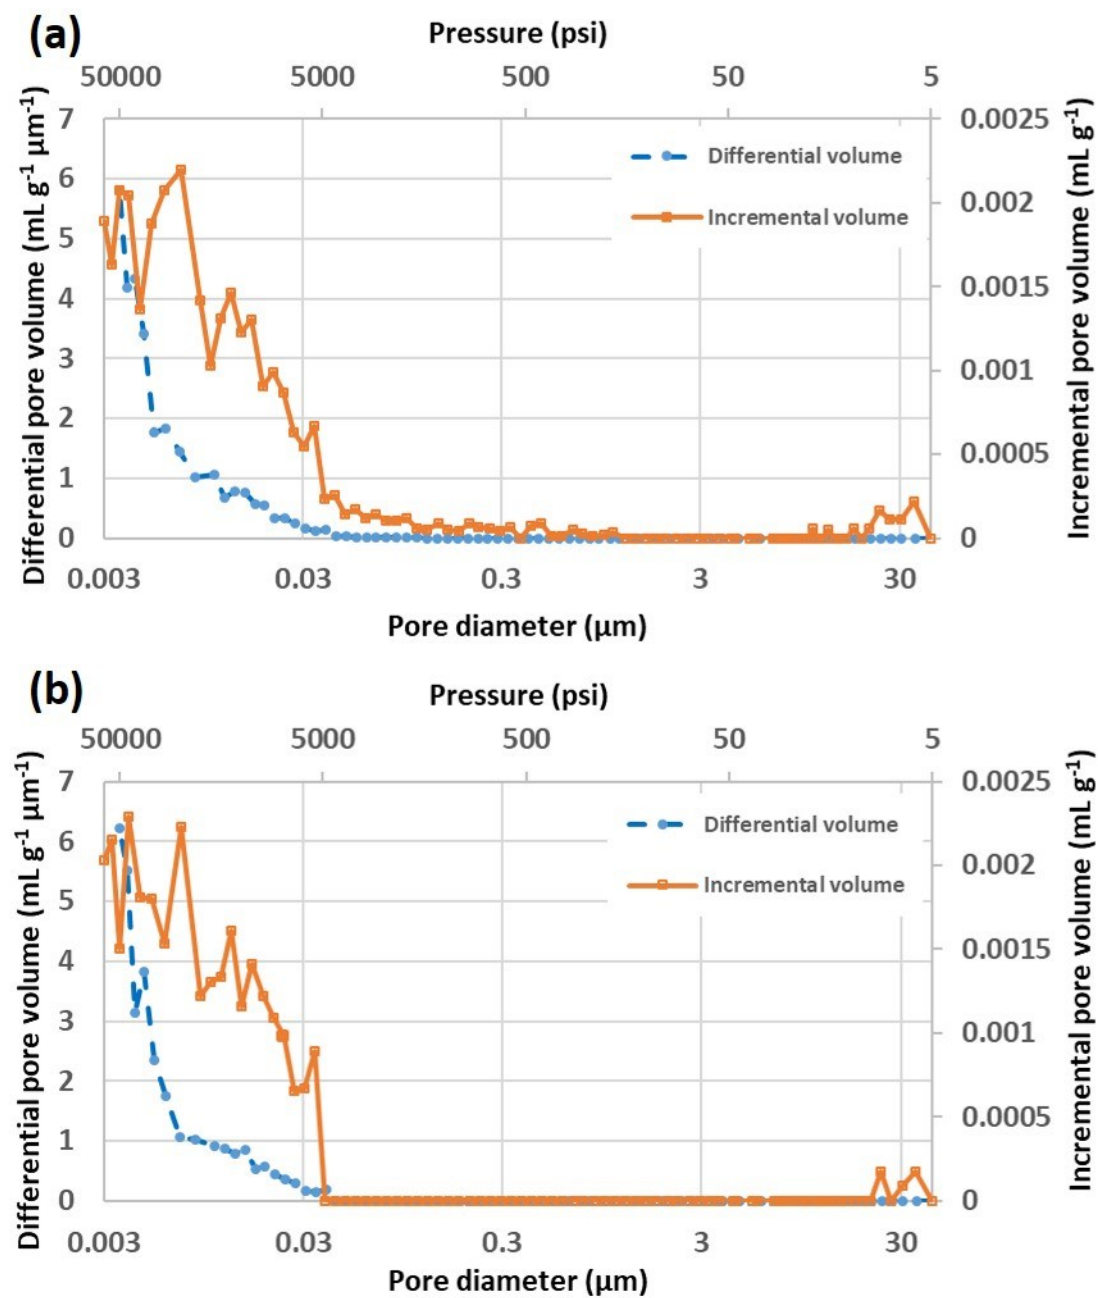 (a)
Pressure (psi)
50000 5000 500 50 5
Differential pore volume (mL g⁻¹ µm⁻¹)
7
6
5
4
3
2
1
0
Differential volume
Incremental volume
0.0025
0.002
0.0015
0.001
0.0005
0
Incremental pore volume (mL g⁻¹)
0.003 0.03 0.3 3 30
Pore diameter (µm)
(b)
Pressure (psi)
50000 5000 500 50 5
Differential pore volume (mL g⁻¹ µm⁻¹)
7
6
5
4
3
2
1
0
Differential volume
Incremental volume
0.0025
0.002
0.0015
0.001
0.0005
0
Incremental pore volume (mL g⁻¹)
0.003 0.03 0.3 3 30
Pore diameter (µm)